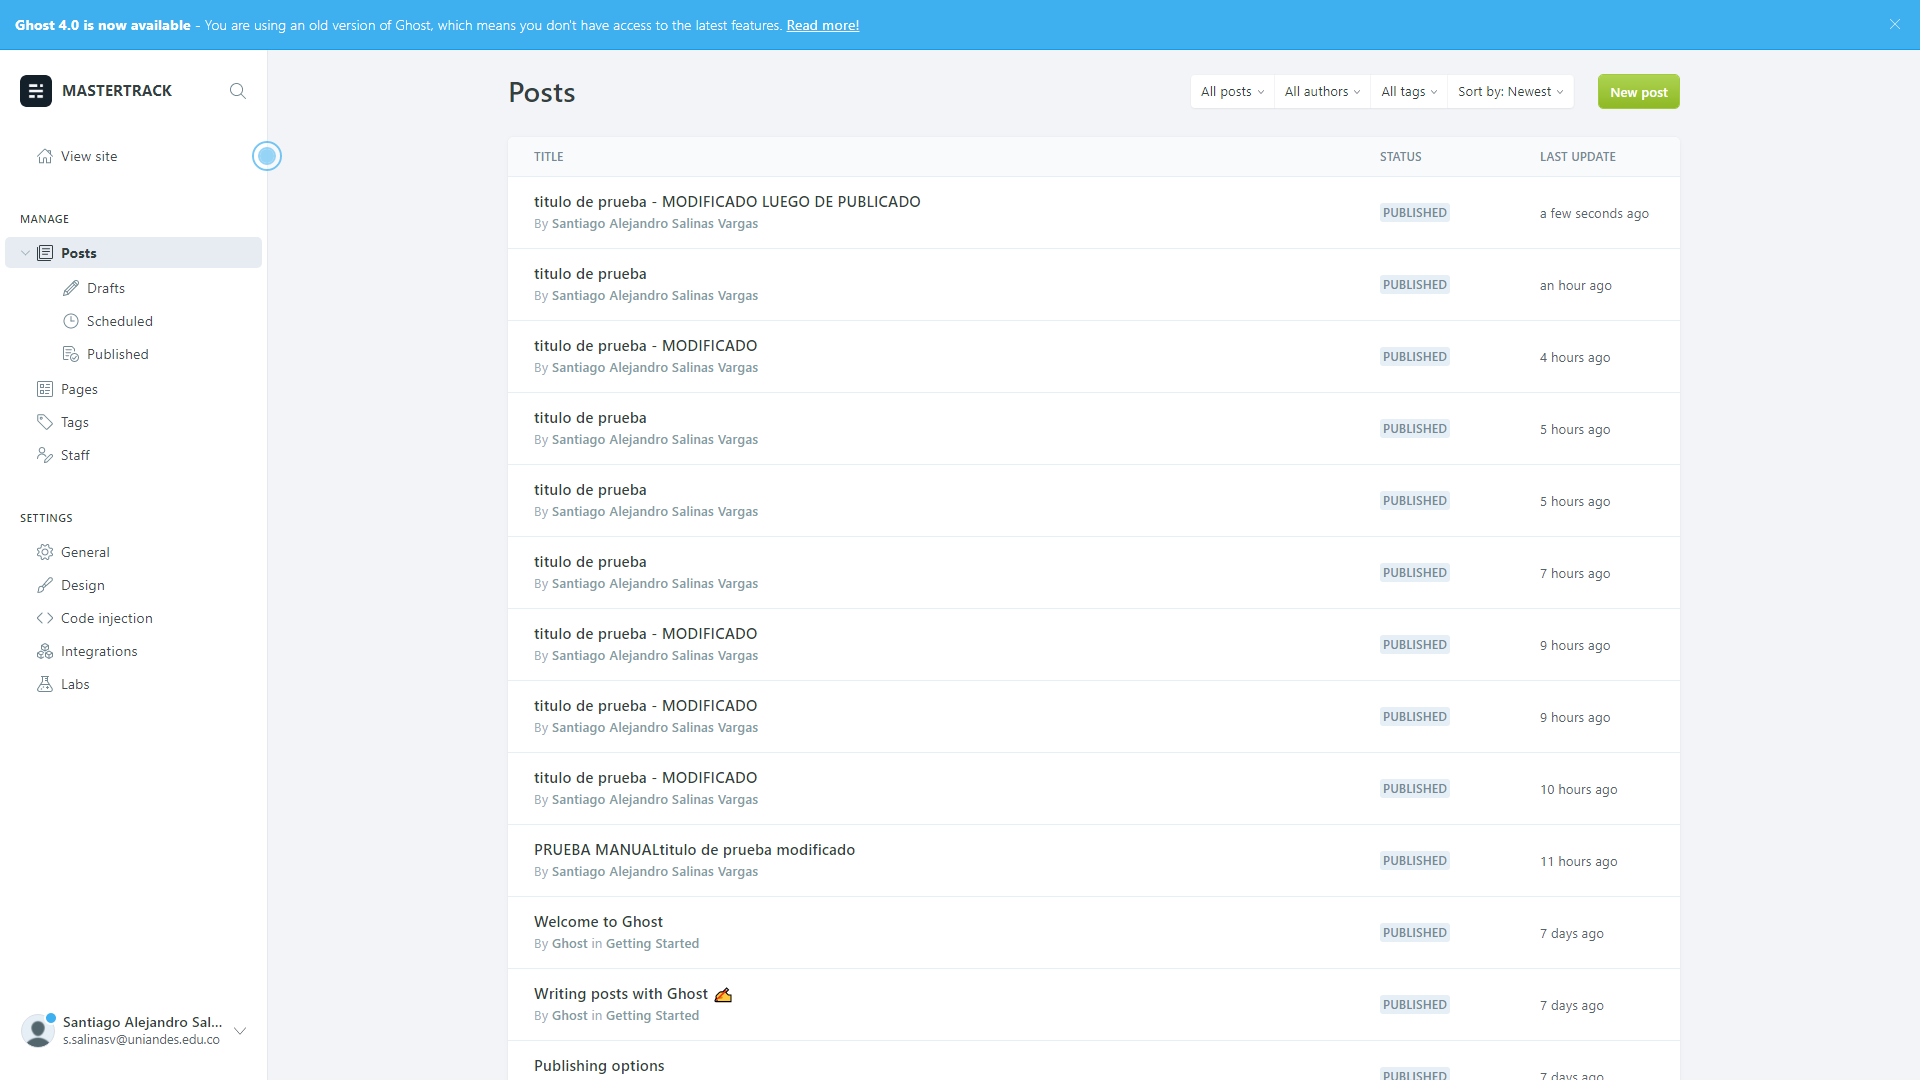 Ghost 4.0 is now available - You are using an old version of Ghost, which means you don't have access to the latest features. Read more!
MASTERTRACK
View site
MANAGE
Posts
Drafts
Scheduled
Published
Pages
Tags
Staff
SETTINGS
General
Design
Code injection
Integrations
Labs
Santiago Alejandro Sal...
s.salinasv@uniandes.edu.co
Posts
All posts All authors All tags Sort by: Newest New post
TITLE STATUS LAST UPDATE
titulo de prueba - MODIFICADO LUEGO DE PUBLICADO
By Santiago Alejandro Salinas Vargas
PUBLISHED a few seconds ago
titulo de prueba
By Santiago Alejandro Salinas Vargas
PUBLISHED an hour ago
titulo de prueba - MODIFICADO
By Santiago Alejandro Salinas Vargas
PUBLISHED 4 hours ago
titulo de prueba
By Santiago Alejandro Salinas Vargas
PUBLISHED 5 hours ago
titulo de prueba
By Santiago Alejandro Salinas Vargas
PUBLISHED 5 hours ago
titulo de prueba
By Santiago Alejandro Salinas Vargas
PUBLISHED 7 hours ago
titulo de prueba - MODIFICADO
By Santiago Alejandro Salinas Vargas
PUBLISHED 9 hours ago
titulo de prueba - MODIFICADO
By Santiago Alejandro Salinas Vargas
PUBLISHED 9 hours ago
titulo de prueba - MODIFICADO
By Santiago Alejandro Salinas Vargas
PUBLISHED 10 hours ago
PRUEBA MANUALtitulo de prueba modificado
By Santiago Alejandro Salinas Vargas
PUBLISHED 11 hours ago
Welcome to Ghost
By Ghost in Getting Started
PUBLISHED 7 days ago
Writing posts with Ghost ✍️
By Ghost in Getting Started
PUBLISHED 7 days ago
Publishing options
PUBLISHED 7 days ago